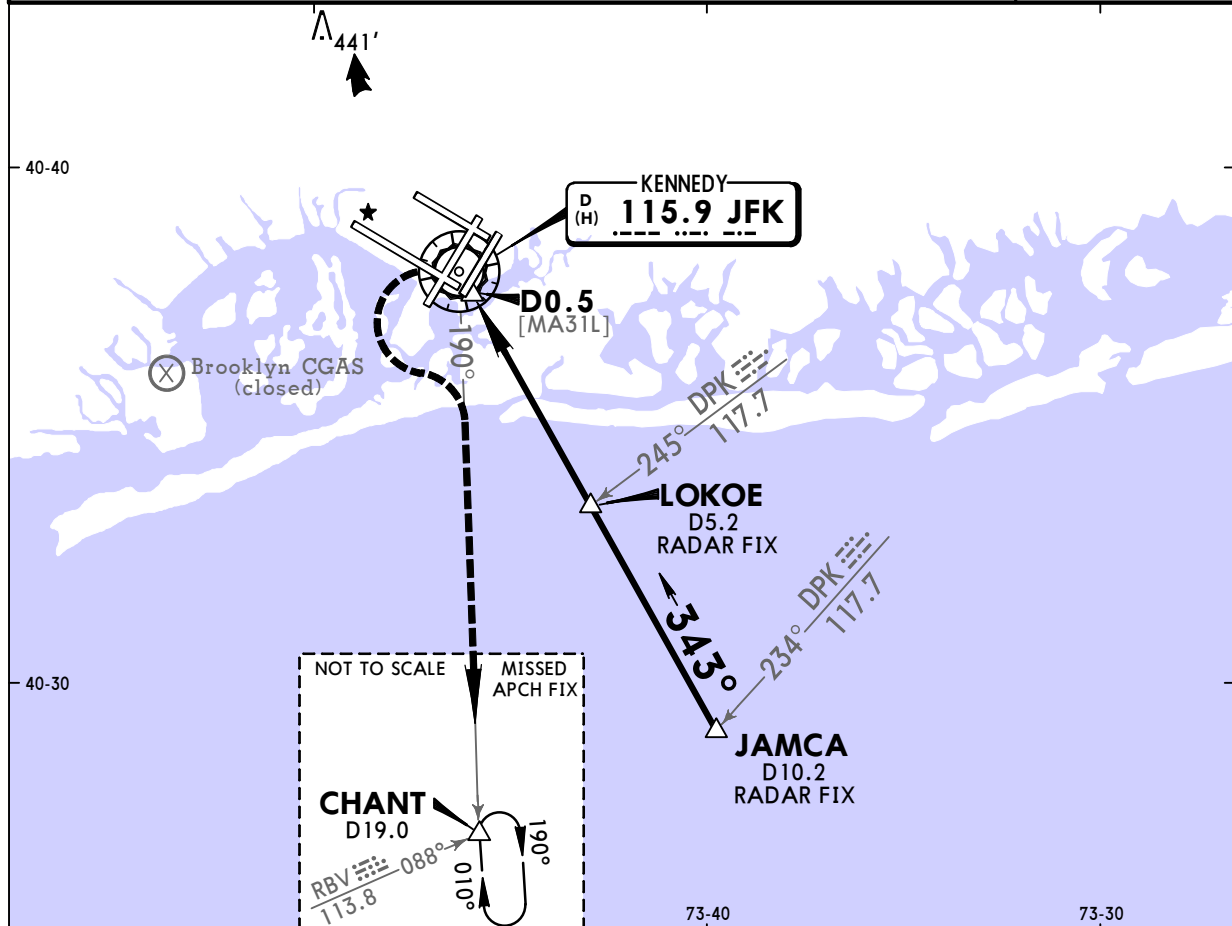 441'
40-40
KENNEDY
D
(H)
115.9 JFK
D0.5
[MA31L]
190°
Brooklyn CGAS
(closed)
DPK
245°
117.7
LOKOE
D5.2
RADAR FIX
DPK
234°
117.7
343°
40-30
NOT TO SCALE
MISSED
APCH FIX
JAMCA
D10.2
RADAR FIX
CHANT
D19.0
190°
RBV
088°
113.8
010°
73-40
73-30